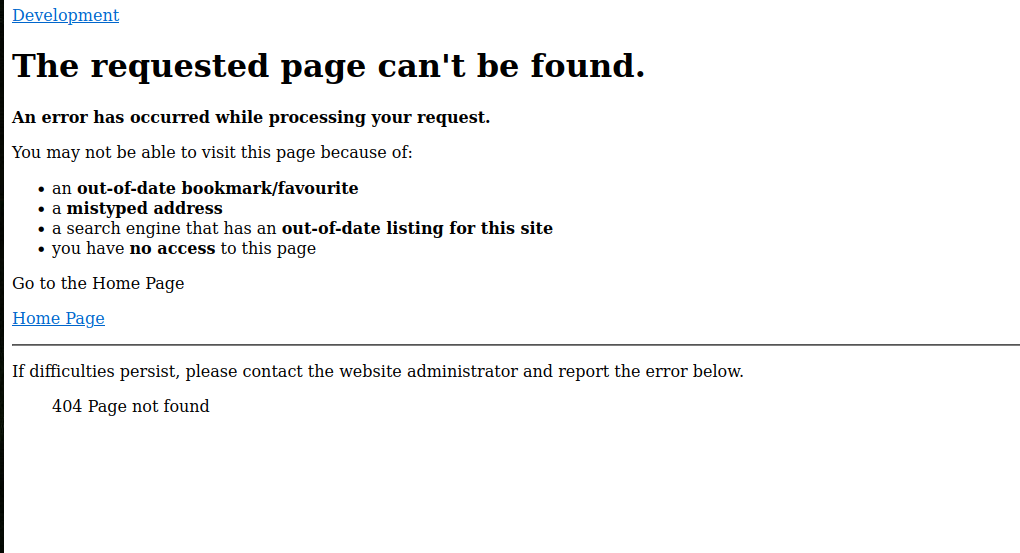 Development
The requested page can't be found.
An error has occurred while processing your request.
You may not be able to visit this page because of:
• an out-of-date bookmark/favourite
• a mistyped address
• a search engine that has an out-of-date listing for this site
• you have no access to this page
Go to the Home Page
Home Page
If difficulties persist, please contact the website administrator and report the error below.
404 Page not found